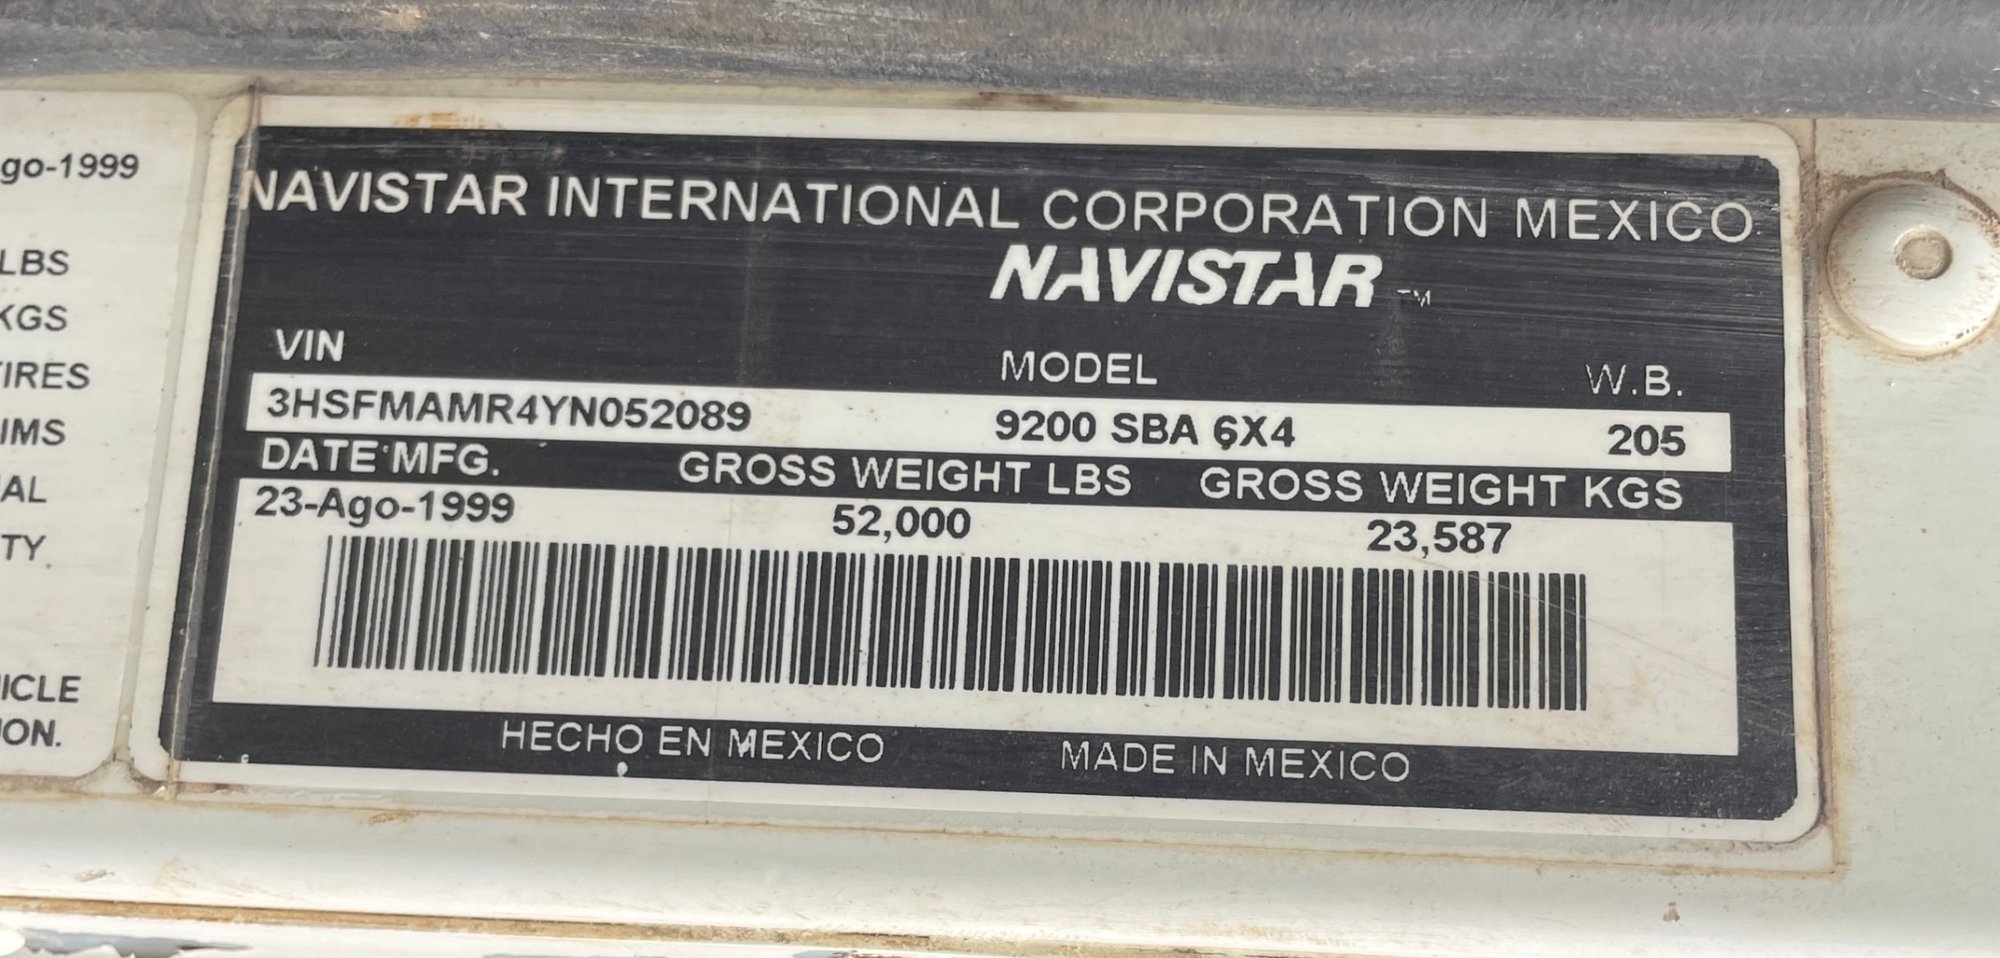 go-1999
LBS
KGS
IRES
IMS
AL
TY
ICLE
ON.
NAVISTAR INTERNATIONAL CORPORATION MEXICO
NAVISTAR™
VIN MODEL W.B.
3HSFMAMR4YN052089 9200 SBA 6X4 205
DATE MFG. GROSS WEIGHT LBS GROSS WEIGHT KGS
23-Ago-1999 52,000 23,587
HECHO EN MEXICO MADE IN MEXICO